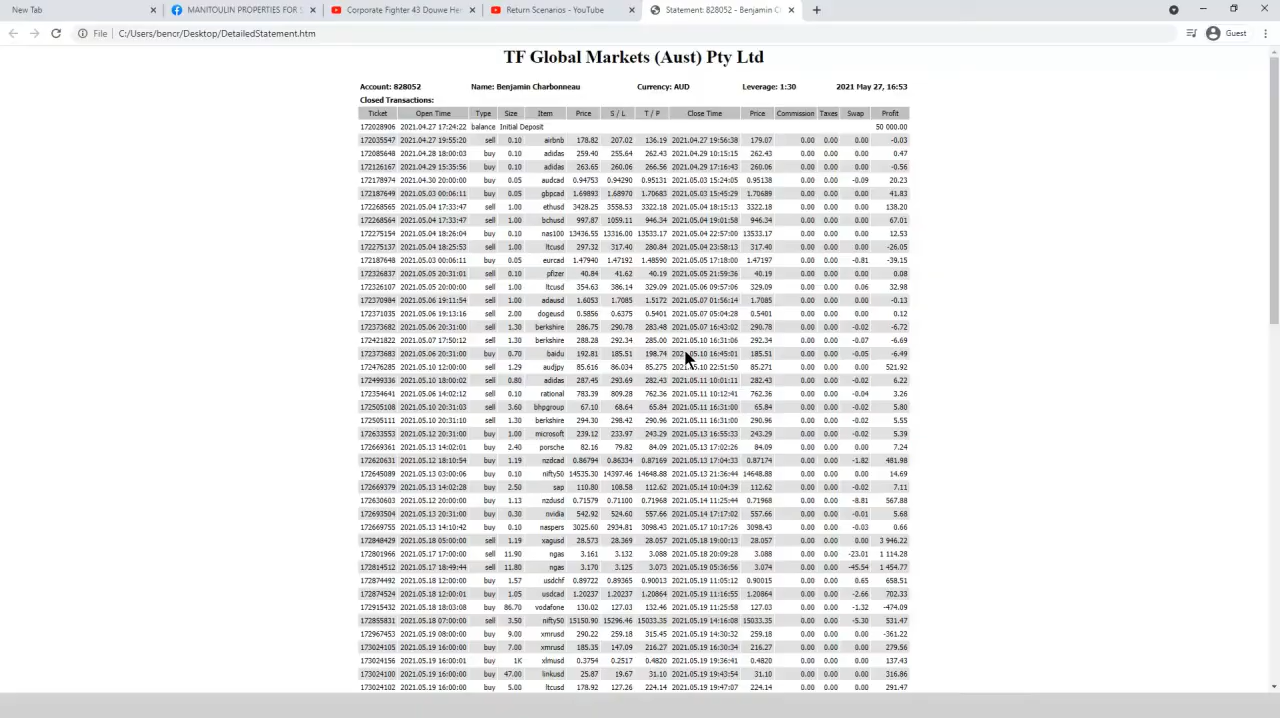 New Tab
MANITOULIN PROPERTIES FOR S
Corporate Fighter 43 Douwe Her
Return Scenarios - YouTube
Statement: 828052 - Benjamin C
File
C:/Users/bencr/Desktop/DetailedStatement.htm
Guest
TF Global Markets (Aust) Pty Ltd
Account: 828052 Name: Benjamin Charbonneau Currency: AUD Leverage: 1:30 2021 May 27, 16:53
Closed Transactions:
Ticket Open Time Type Size Item Price S / L T / P Close Time Price Commission Taxes Swap Profit
172028906 2021.04.27 17:24:22 balance Initial Deposit 50 000.00
172035547 2021.04.27 19:55:20 sell 0.10 airbnb 178.82 207.02 136.19 2021.04.27 19:56:38 179.07 0.00 0.00 0.00 -0.03
172085648 2021.04.28 18:00:03 buy 0.10 adidas 259.40 255.64 262.43 2021.04.29 10:15:15 262.43 0.00 0.00 0.00 0.47
172126167 2021.04.29 15:35:56 buy 0.10 adidas 263.65 260.06 266.56 2021.04.29 17:16:43 260.06 0.00 0.00 0.00 -0.56
172178974 2021.04.30 20:00:00 buy 0.05 audcad 0.94753 0.94290 0.95131 2021.05.03 15:24:05 0.95138 0.00 0.00 -0.09 20.23
172187649 2021.05.03 00:06:11 buy 0.05 gbpcad 1.69893 1.68970 1.70683 2021.05.03 15:45:29 1.70689 0.00 0.00 0.00 41.83
172268565 2021.05.04 17:33:47 sell 1.00 ethusd 3428.25 3558.53 3322.18 2021.05.04 18:15:13 3322.18 0.00 0.00 0.00 138.20
172268564 2021.05.04 17:33:47 sell 1.00 bchusd 997.87 1059.11 946.34 2021.05.04 19:01:58 946.34 0.00 0.00 0.00 67.01
172275154 2021.05.04 18:26:04 buy 0.10 nas100 13436.55 13316.00 13533.17 2021.05.04 22:57:00 13533.17 0.00 0.00 0.00 12.53
172275137 2021.05.04 18:25:53 sell 1.00 ltcusd 297.32 317.40 280.84 2021.05.04 23:58:13 317.40 0.00 0.00 0.00 -26.05
172187648 2021.05.03 00:06:11 buy 0.05 eurcad 1.47940 1.47192 1.48590 2021.05.05 17:18:00 1.47197 0.00 0.00 -0.81 -39.15
172326837 2021.05.05 20:31:01 sell 0.10 pfizer 40.84 41.62 40.19 2021.05.05 21:59:36 40.19 0.00 0.00 0.00 0.08
172326107 2021.05.05 20:00:00 sell 1.00 ltcusd 354.63 386.14 329.09 2021.05.06 09:57:06 329.09 0.00 0.00 0.06 32.98
172370984 2021.05.06 19:11:54 sell 1.00 adausd 1.6053 1.7085 1.5172 2021.05.07 01:56:14 1.7085 0.00 0.00 0.00 -0.13
172371035 2021.05.06 19:13:16 sell 2.00 dogeusd 0.5856 0.6375 0.5401 2021.05.07 05:04:28 0.5401 0.00 0.00 0.00 0.12
172373682 2021.05.06 20:31:00 sell 1.30 berkshire 286.75 290.78 283.48 2021.05.07 16:43:02 290.78 0.00 0.00 -0.02 -6.72
172421822 2021.05.07 17:50:12 sell 1.30 berkshire 288.28 292.34 285.00 2021.05.10 16:31:06 292.34 0.00 0.00 -0.07 -6.69
172373683 2021.05.06 20:31:00 buy 0.70 baidu 192.81 185.51 198.74 2021.05.10 16:45:01 185.51 0.00 0.00 -0.05 -6.49
172476285 2021.05.10 12:00:00 sell 1.29 audjpy 85.616 86.034 85.275 2021.05.10 22:51:50 85.271 0.00 0.00 0.00 521.92
172499336 2021.05.10 18:00:02 sell 0.80 adidas 287.45 293.69 282.43 2021.05.11 10:01:11 282.43 0.00 0.00 -0.02 6.22
172354641 2021.05.06 14:02:12 sell 0.10 rational 783.39 809.28 762.36 2021.05.11 10:12:41 762.36 0.00 0.00 -0.04 3.26
172505108 2021.05.10 20:31:03 sell 3.60 bhpgroup 67.10 68.64 65.84 2021.05.11 16:31:00 65.84 0.00 0.00 -0.02 5.80
172505111 2021.05.10 20:31:10 sell 1.30 berkshire 294.30 298.42 290.96 2021.05.11 16:31:00 290.96 0.00 0.00 -0.02 5.55
172633553 2021.05.12 20:31:00 buy 1.00 microsoft 239.12 233.97 243.29 2021.05.13 16:55:33 243.29 0.00 0.00 -0.02 5.39
172669361 2021.05.13 14:02:01 buy 2.40 porsche 82.16 79.82 84.09 2021.05.13 17:02:26 84.09 0.00 0.00 0.00 7.24
172620631 2021.05.12 18:10:54 buy 1.19 nzdcad 0.86794 0.86334 0.87169 2021.05.13 17:04:33 0.87174 0.00 0.00 -1.82 481.98
172645089 2021.05.13 03:00:06 buy 0.10 nifty50 14535.30 14397.46 14648.88 2021.05.13 21:36:44 14648.88 0.00 0.00 0.00 14.69
172669379 2021.05.13 14:02:28 buy 2.50 sap 110.80 108.58 112.62 2021.05.14 10:04:39 112.62 0.00 0.00 -0.02 7.11
172630603 2021.05.12 20:00:00 buy 1.13 nzdusd 0.71579 0.71100 0.71968 2021.05.14 11:25:44 0.71968 0.00 0.00 -8.81 567.88
172693504 2021.05.13 20:31:00 buy 0.30 nvidia 542.92 524.60 557.66 2021.05.14 17:17:02 557.66 0.00 0.00 -0.01 5.68
172669755 2021.05.13 14:10:42 buy 0.10 naspers 3025.60 2934.81 3098.43 2021.05.17 10:17:26 3098.43 0.00 0.00 -0.03 0.66
172848429 2021.05.18 05:00:00 sell 1.19 xagusd 28.573 28.369 28.057 2021.05.18 19:00:13 28.057 0.00 0.00 0.00 3 946.22
172801966 2021.05.17 17:00:00 sell 11.90 ngas 3.161 3.132 3.088 2021.05.18 20:09:28 3.088 0.00 0.00 -23.01 1 114.28
172814512 2021.05.17 18:49:44 sell 11.80 ngas 3.170 3.125 3.073 2021.05.19 05:36:56 3.074 0.00 0.00 -45.54 1 454.77
172874492 2021.05.18 12:00:00 buy 1.57 usdchf 0.89722 0.89365 0.90013 2021.05.19 11:05:12 0.90015 0.00 0.00 0.65 658.51
172874524 2021.05.18 12:00:01 buy 1.05 usdcad 1.20237 1.20237 1.20864 2021.05.19 11:16:55 1.20864 0.00 0.00 -2.66 702.33
172915432 2021.05.18 18:03:08 buy 86.70 vodafone 130.02 127.03 132.46 2021.05.19 11:25:58 127.03 0.00 0.00 -1.32 -474.09
172855831 2021.05.18 07:00:00 sell 3.50 nifty50 15150.90 15296.46 15033.35 2021.05.19 14:16:08 15033.35 0.00 0.00 -5.30 531.47
172967453 2021.05.19 08:00:00 buy 9.00 xmrusd 290.22 259.18 315.45 2021.05.19 14:30:32 259.18 0.00 0.00 0.00 -361.22
173024105 2021.05.19 16:00:00 buy 7.00 xmrusd 185.35 147.09 216.27 2021.05.19 16:30:34 216.27 0.00 0.00 0.00 279.56
173024156 2021.05.19 16:00:01 buy 1K xlmusd 0.3754 0.2517 0.4820 2021.05.19 19:36:41 0.4820 0.00 0.00 0.00 137.43
173024100 2021.05.19 16:00:00 buy 47.00 linkusd 25.87 19.67 31.10 2021.05.19 19:43:54 31.10 0.00 0.00 0.00 316.86
173024102 2021.05.19 16:00:00 buy 5.00 ltcusd 178.92 127.26 224.14 2021.05.19 19:47:07 224.14 0.00 0.00 0.00 291.47